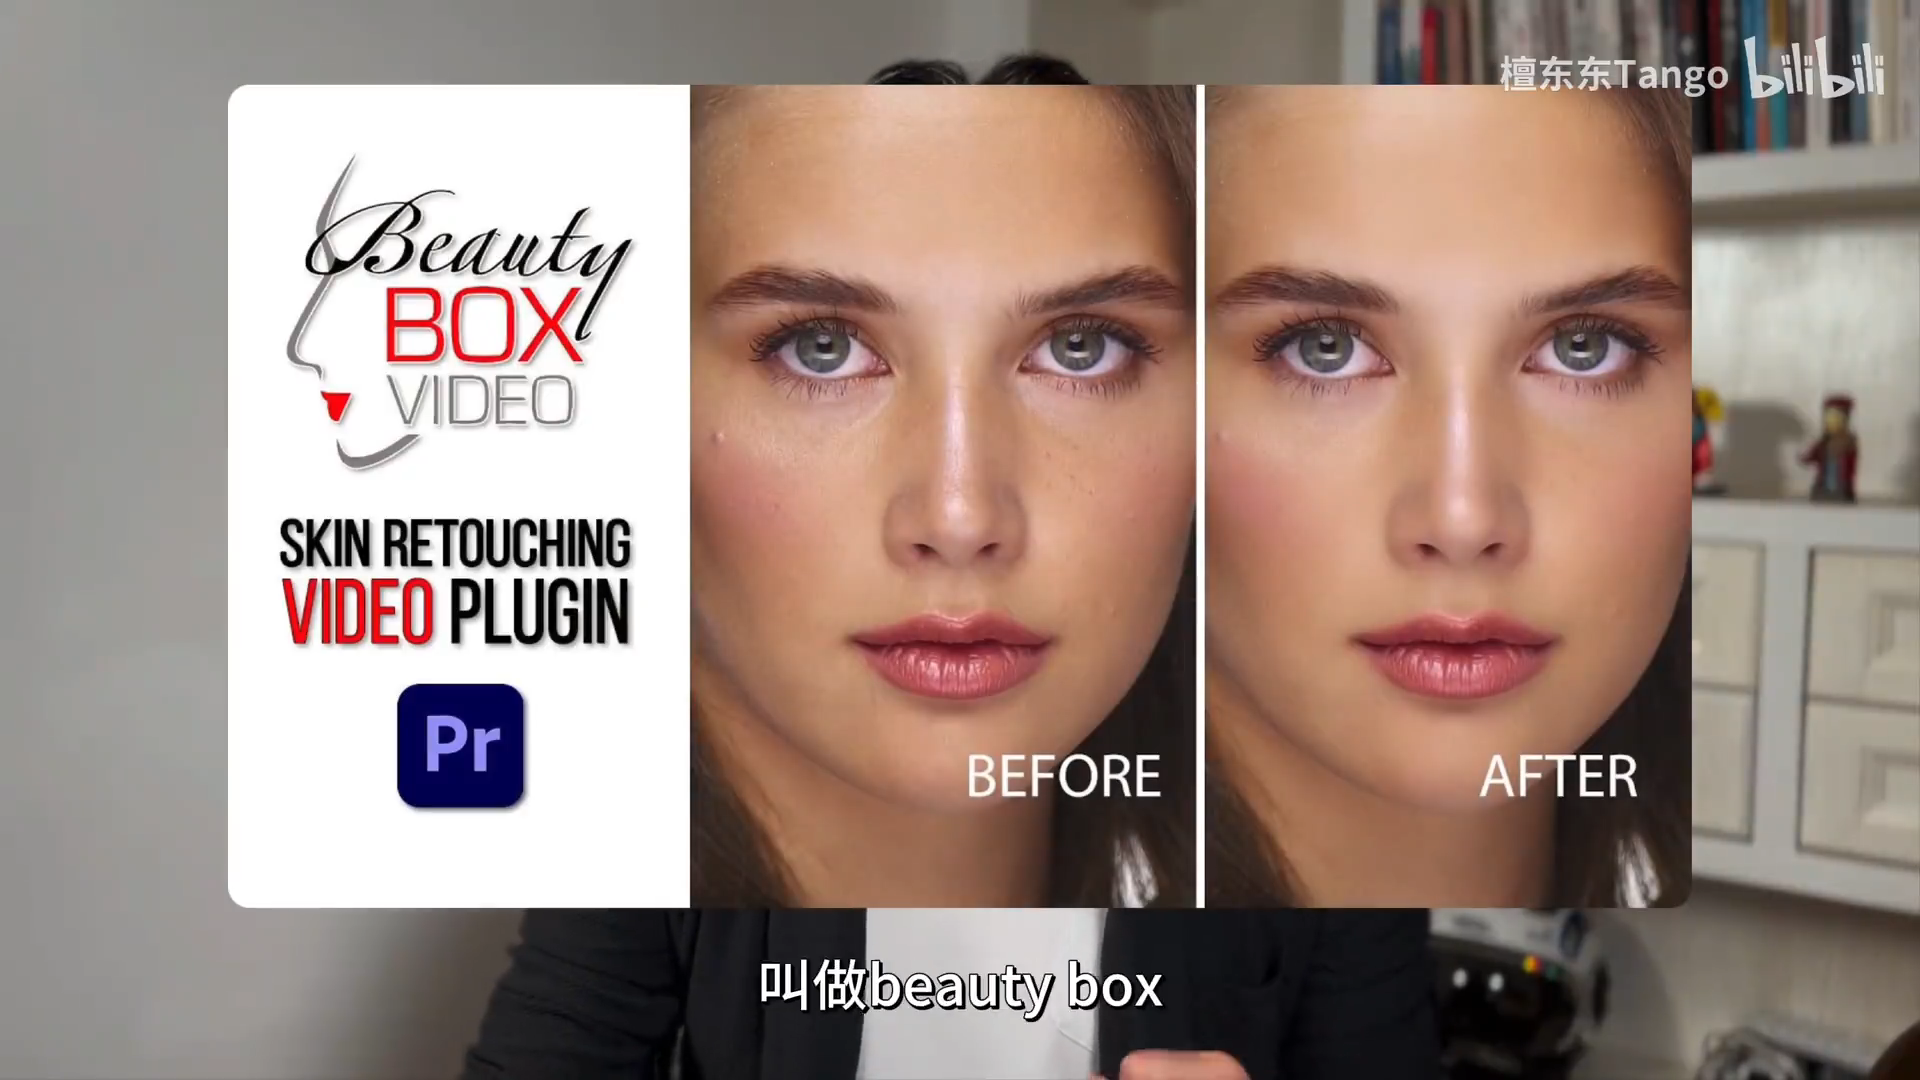 檀东东Tango bilibili
Beauty
BOX
VIDEO
SKIN RETOUCHING
VIDEO PLUGIN
Pr
BEFORE
AFTER
叫做beauty box